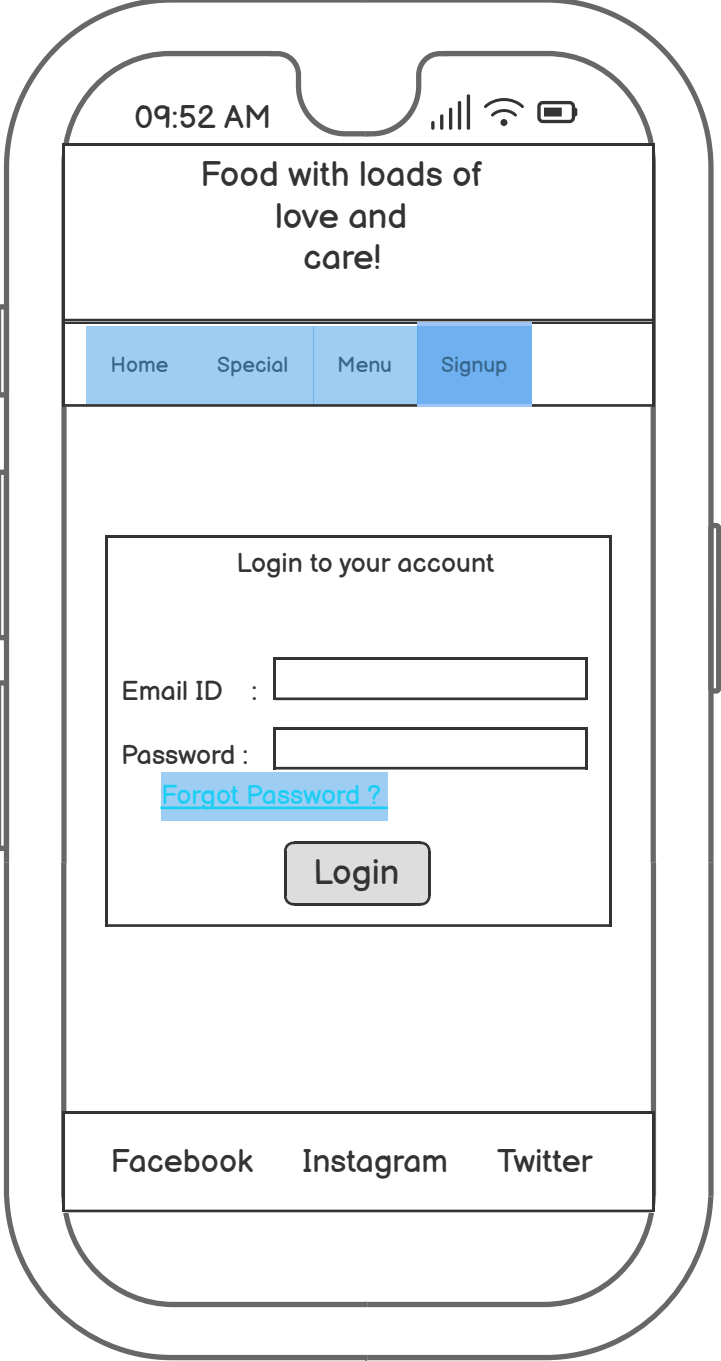 09:52 AM
Food with loads of
love and
care!
Home Special Menu Signup
Login to your account
Email ID :
Password :
Forgot Password ?
Login
Facebook Instagram Twitter